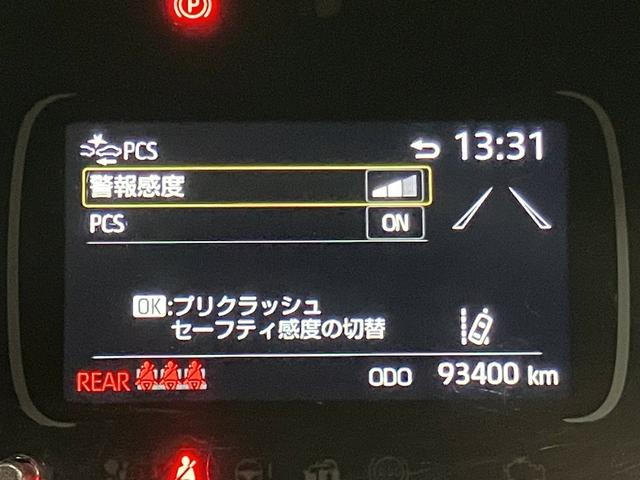 P
PCS
13:31
警報感度
PCS ON
OK:プリクラッシュ
セーフティ感度の切替
REAR
ODO 93400 km